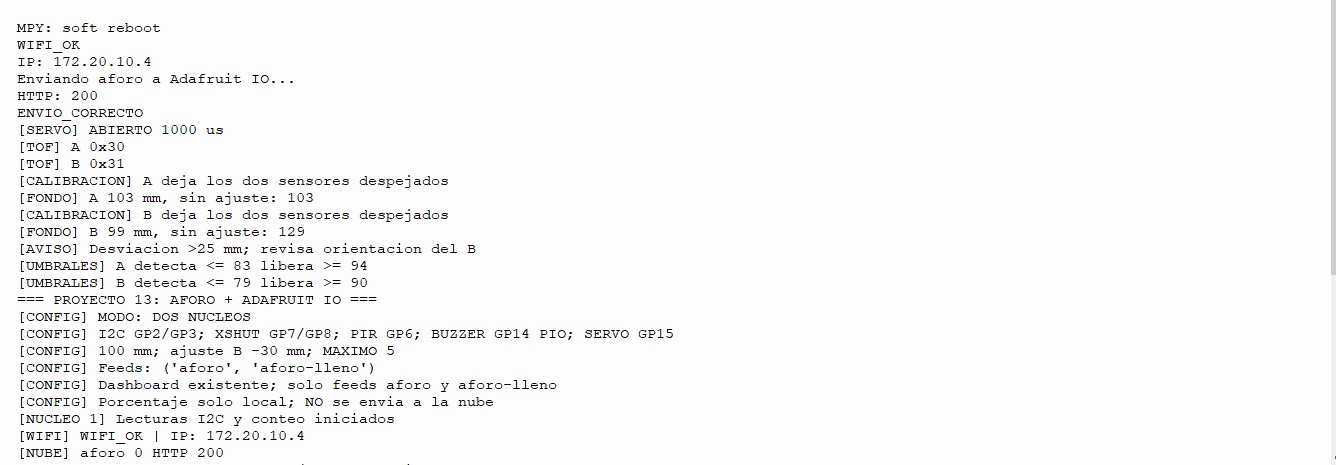 MPY: soft reboot
WIFI_OK
IP: 172.20.10.4
Enviando aforo a Adafruit IO...
HTTP: 200
ENVIO_CORRECTO
[SERVO] ABIERTO 1000 us
[TOF] A 0x30
[TOF] B 0x31
[CALIBRACION] A deja los dos sensores despejados
[FONDO] A 103 mm, sin ajuste: 103
[CALIBRACION] B deja los dos sensores despejados
[FONDO] B 99 mm, sin ajuste: 129
[AVISO] Desviacion >25 mm; revisa orientacion del B
[UMBRALES] A detecta <= 83 libera >= 94
[UMBRALES] B detecta <= 79 libera >= 90
=== PROYECTO 13: AFORO + ADAFRUIT IO ===
[CONFIG] MODO: DOS NUCLEOS
[CONFIG] I2C GP2/GP3; XSHUT GP7/GP8; PIR GP6; BUZZER GP14 PIO; SERVO GP15
[CONFIG] 100 mm; ajuste B -30 mm; MAXIMO 5
[CONFIG] Feeds: ('aforo', 'aforo-lleno')
[CONFIG] Dashboard existente; solo feeds aforo y aforo-lleno
[CONFIG] Porcentaje solo local; NO se envia a la nube
[NUCLEO 1] Lecturas I2C y conteo iniciados
[WIFI] WIFI_OK | IP: 172.20.10.4
[NUBE] aforo 0 HTTP 200